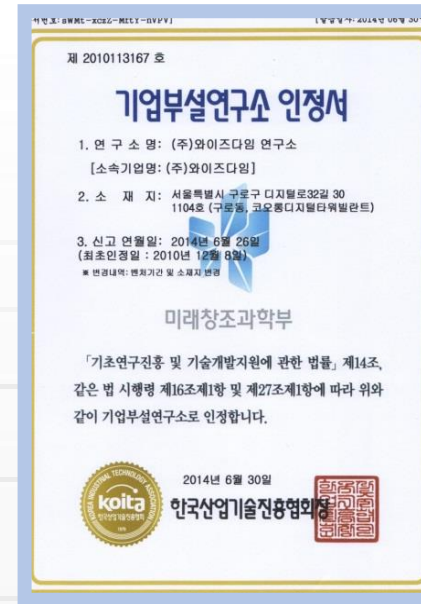 제 2010113167 호
기업부설연구소 인정서
1. 연 구 소 명: (주)와이즈다임 연구소
[소속기업명: (주)와이즈다임]
2. 소 재 지: 서울특별시 구로구 디지털로32길 30
1104호 (구로동, 코오롱디지털타워빌란트)
3. 신고 연월일: 2014년 6월 26일
(최초인정일 : 2010년 12월 8일)
※ 변경내역: 벤처기간 및 소재지 변경
미래창조과학부
「기초연구진흥 및 기술개발지원에 관한 법률」제14조,
같은 법 시행령 제16조제1항 및 제27조제1항에 따라 위와
같이 기업부설연구소로 인정합니다.
2014년 6월 30일
한국산업기술진흥협회장
KOREA INDUSTRIAL TECHNOLOGY ASSOCIATION
koita